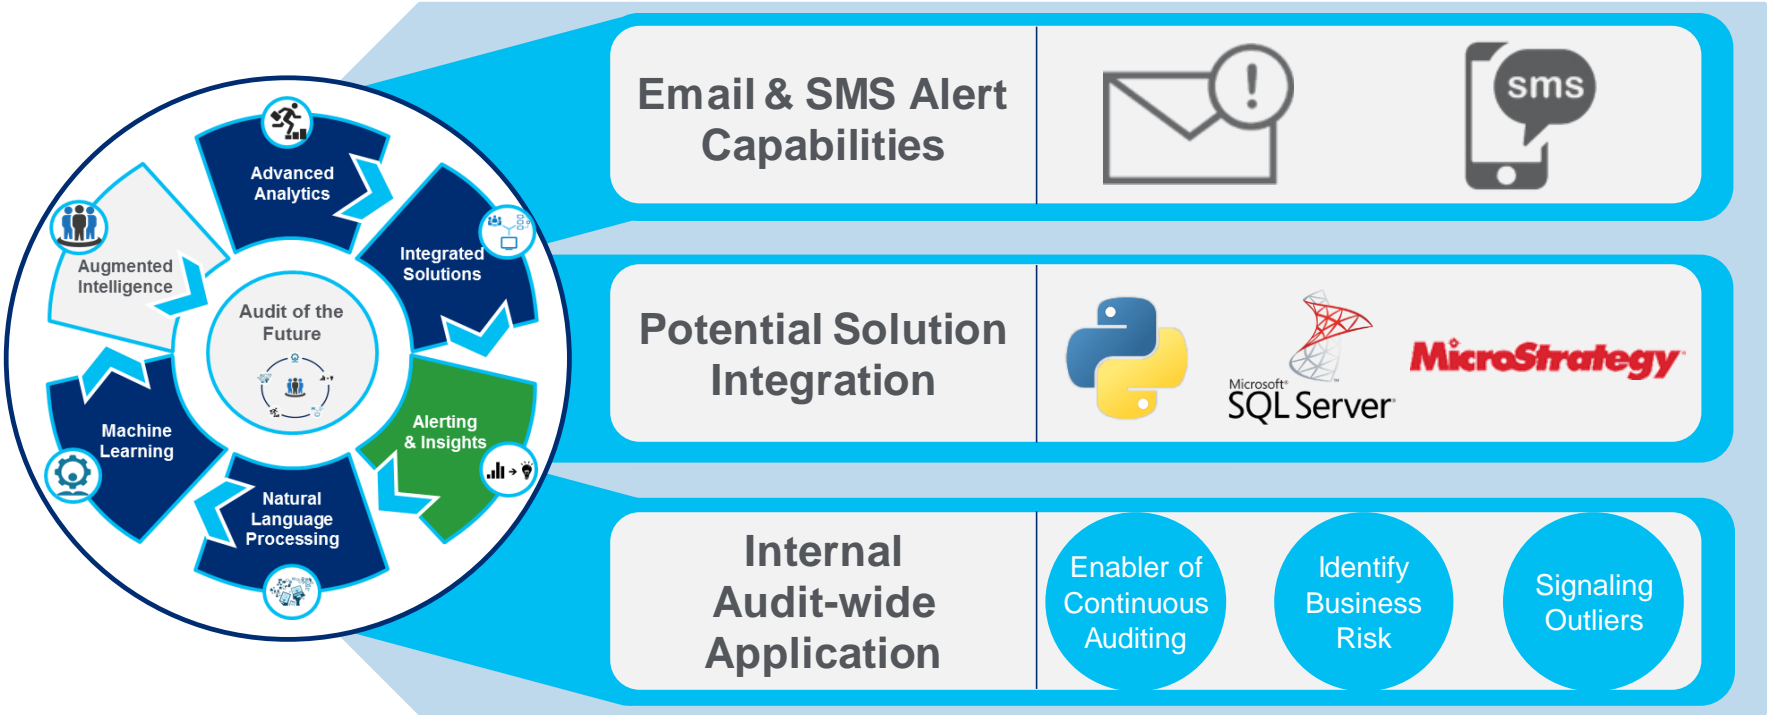 Advanced
Analytics
Integrated
Solutions
Alerting
& Insights
Natural
Language
Processing
Machine
Learning
Augmented
Intelligence
Audit of the
Future
Email & SMS Alert
Capabilities
!
sms
Potential Solution
Integration
Microsoft®
SQL Server®
MicroStrategy
Internal
Audit-wide
Application
Enabler of
Continuous
Auditing
Identify
Business
Risk
Signaling
Outliers